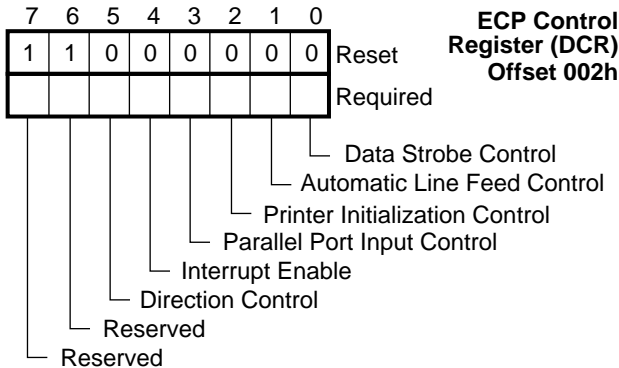 7 6 5 4 3 2 1 0
ECP Control
Register (DCR)
Offset 002h
1 1 0 0 0 0 0 0 Reset
Required
Data Strobe Control
Automatic Line Feed Control
Printer Initialization Control
Parallel Port Input Control
Interrupt Enable
Direction Control
Reserved
Reserved